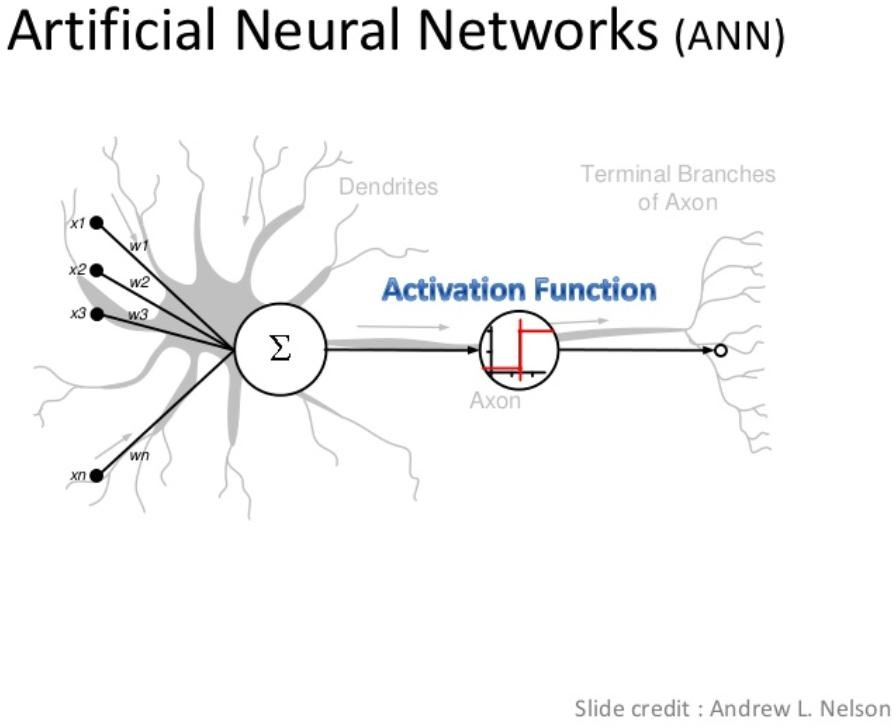 Artificial Neural Networks (ANN)
Dendrites
Terminal Branches
of Axon
x1
w1
x2
w2
x3
w3
Activation Function
Σ
Axon
xn
wn
Slide credit : Andrew L. Nelson